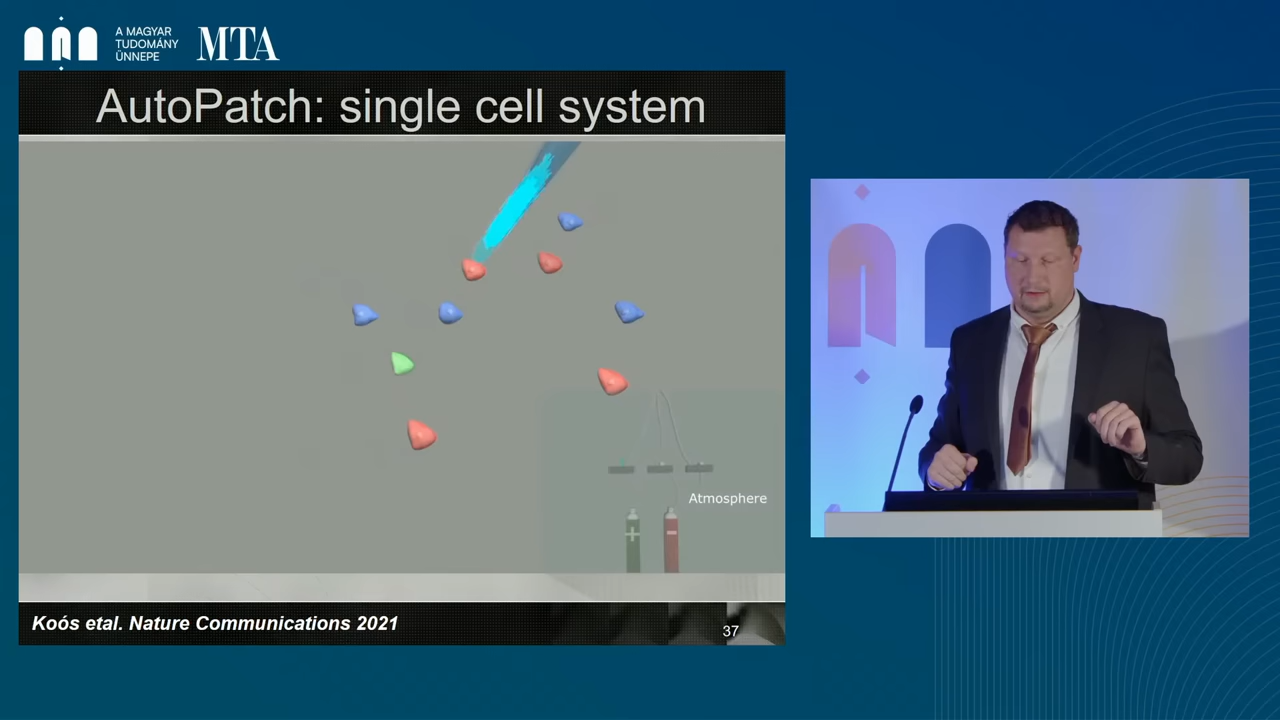 A MAGYAR
TUDOMÁNY
ÜNNEPE
MTA
AutoPatch: single cell system
Atmosphere
Koós etal. Nature Communications 2021
37